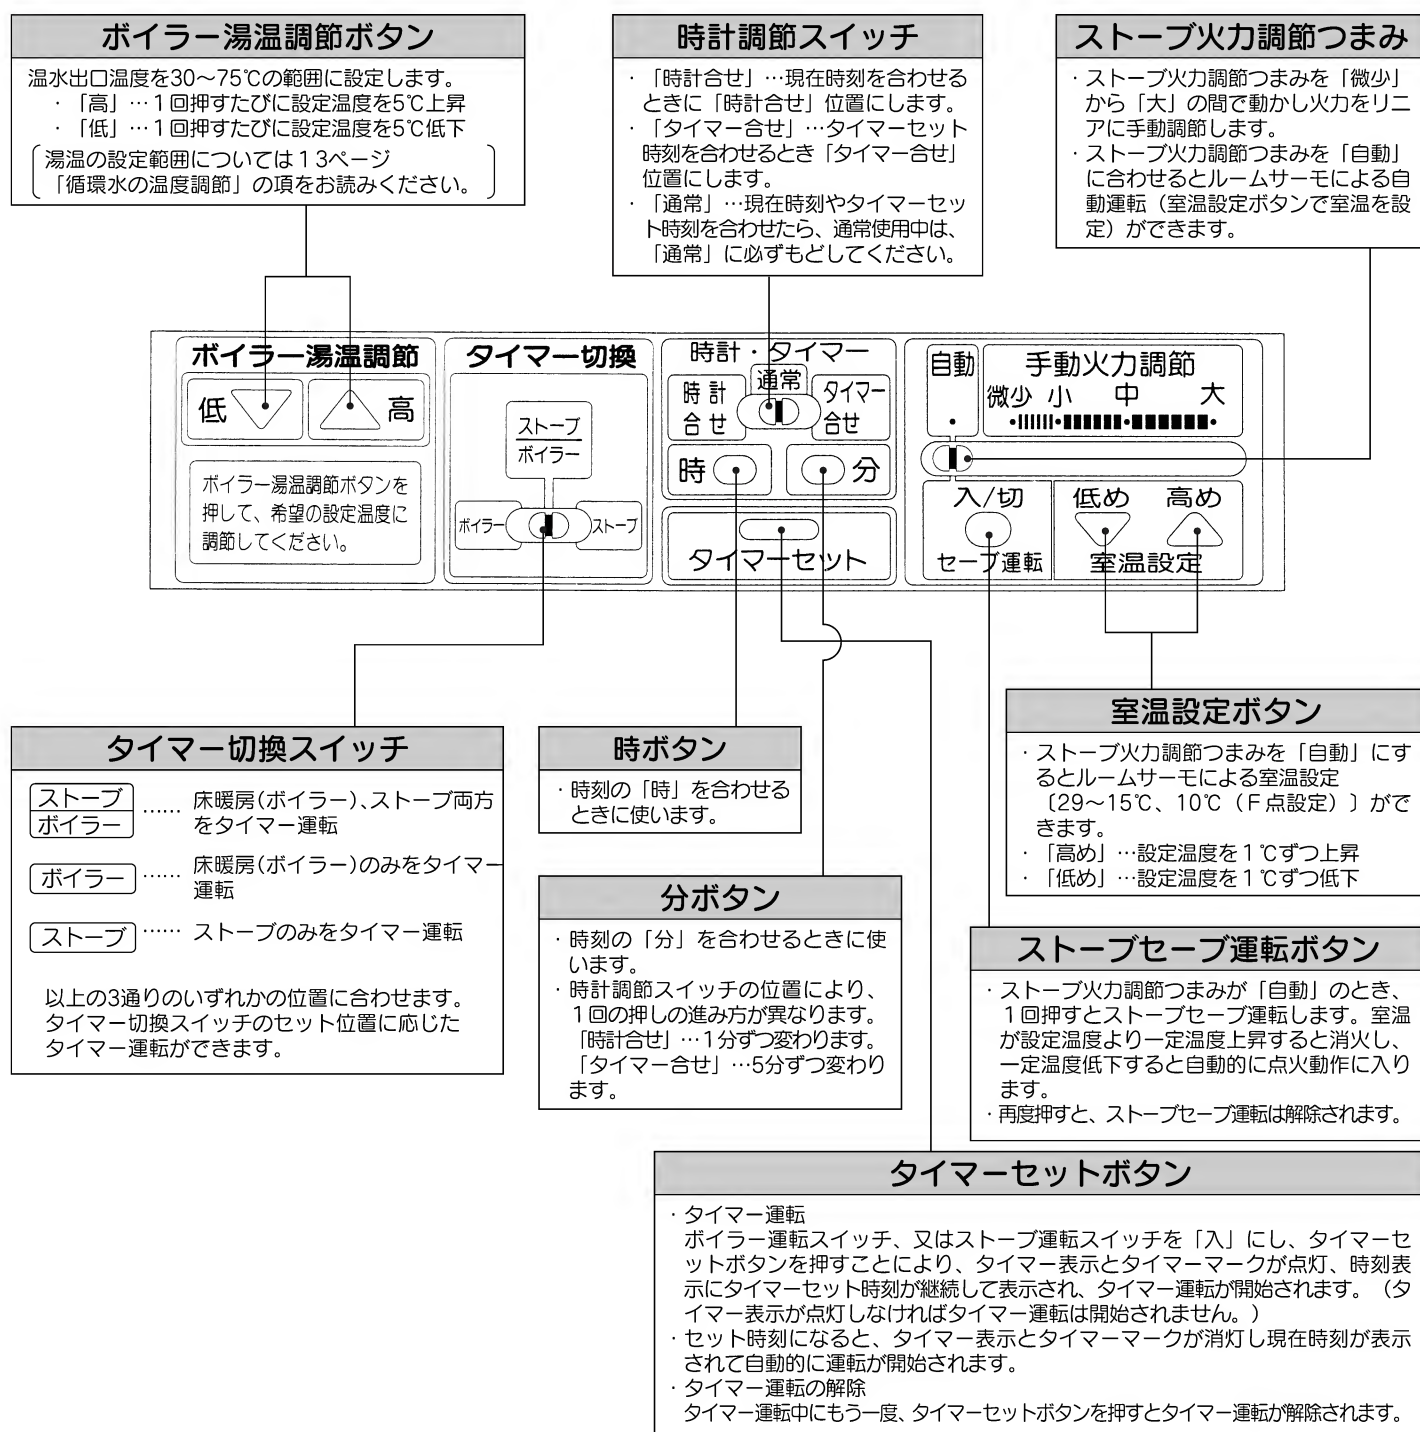 ボイラー湯温調節ボタン
温水出口温度を30～75℃の範囲に設定します。
・「高」…1回押すたびに設定温度を5℃上昇
・「低」…1回押すたびに設定温度を5℃低下
湯温の設定範囲については13ページ
「循環水の温度調節」の項をお読みください。
時計調節スイッチ
・「時計合せ」…現在時刻を合わせる
ときに「時計合せ」位置にします。
・「タイマー合せ」…タイマーセット
時刻を合わせるとき「タイマー合せ」
位置にします。
・「通常」…現在時刻やタイマーセッ
ト時刻を合わせたら、通常使用中は、
「通常」に必ずもどしてください。
ストーブ火力調節つまみ
・ストーブ火力調節つまみを「微少」
から「大」の間で動かし火力をリニ
アに手動調節します。
・ストーブ火力調節つまみを「自動」
に合わせるとルームサーモによる自
動運転（室温設定ボタンで室温を設
定）ができます。
ボイラー湯温調節
低
高
ボイラー湯温調節ボタンを
押して、希望の設定温度に
調節してください。
タイマー切換
ストーブ
ボイラー
ボイラー
ストーブ
時計・タイマー
時計
合せ
通常
タイマー
合せ
時
分
タイマーセット
自動
手動火力調節
微少 小 中 大
入/切
セーブ運転
低め 高め
室温設定
タイマー切換スイッチ
ストーブ
ボイラー
…… 床暖房(ボイラー)、ストーブ両方
をタイマー運転
ボイラー …… 床暖房(ボイラー)のみをタイマー
運転
ストーブ …… ストーブのみをタイマー運転
以上の3通りのいずれかの位置に合わせます。
タイマー切換スイッチのセット位置に応じた
タイマー運転ができます。
時ボタン
・時刻の「時」を合わせる
ときに使います。
分ボタン
・時刻の「分」を合わせるときに使
います。
・時計調節スイッチの位置により、
1回の押しの進み方が異なります。
「時計合せ」…1分ずつ変わります。
「タイマー合せ」…5分ずつ変わり
ます。
室温設定ボタン
・ストーブ火力調節つまみを「自動」にす
るとルームサーモによる室温設定
〔29～15℃、10℃（F点設定）〕がで
きます。
・「高め」…設定温度を1℃ずつ上昇
・「低め」…設定温度を1℃ずつ低下
ストーブセーブ運転ボタン
・ストーブ火力調節つまみが「自動」のとき、
1回押すとストーブセーブ運転します。室温
が設定温度より一定温度上昇すると消火し、
一定温度低下すると自動的に点火動作に入り
ます。
・再度押すと、ストーブセーブ運転は解除されます。
タイマーセットボタン
・タイマー運転
ボイラー運転スイッチ、又はストーブ運転スイッチを「入」にし、タイマーセ
ットボタンを押すことにより、タイマー表示とタイマーマークが点灯、時刻表
示にタイマーセット時刻が継続して表示され、タイマー運転が開始されます。（タ
イマー表示が点灯しなければタイマー運転は開始されません。）
・セット時刻になると、タイマー表示とタイマーマークが消灯し現在時刻が表示
されて自動的に運転が開始されます。
・タイマー運転の解除
タイマー運転中にもう一度、タイマーセットボタンを押すとタイマー運転が解除されます。